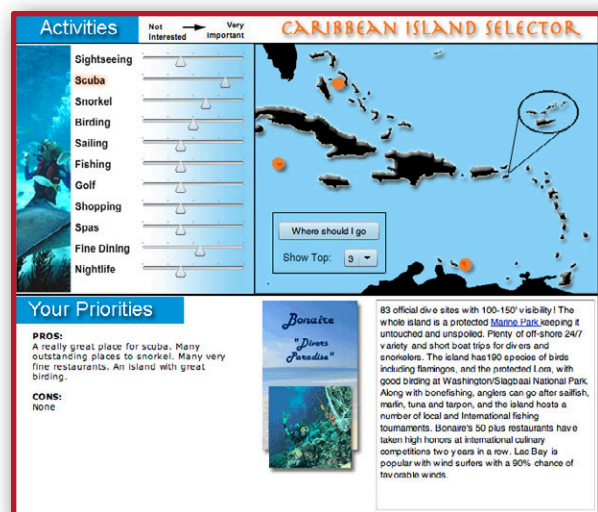 Activities
Not Interested
Very Important
CARIBBEAN ISLAND SELECTOR
Sightseeing
Scuba
Snorkel
Birding
Sailing
Fishing
Golf
Shopping
Spas
Fine Dining
Nightlife
Where should I go
Show Top: 3
Your Priorities
PROS:
A really great place for scuba. Many
outstanding places to snorkel. Many very
fine restaurants. An island with great
birding.
CONS:
None
Bonaire
"Divers
Paradise"
83 official dive sites with 100-150' visibility! The
whole island is a protected Marine Park keeping it
untouched and unspoiled. Plenty of off-shore 24/7
variety and short boat trips for divers and
snorkelers. The island has190 species of birds
including flamingos, and the protected Lora, with
good birding at Washington/Slagbaai National Park.
Along with bonefishing, anglers can go after sailfish,
marlin, tuna and tarpon, and the island hosts a
number of local and International fishing
tournaments. Bonaire's 50 plus restaurants have
taken high honors at international culinary
competitions two years in a row. Lac Bay is
popular with wind surfers with a 90% chance of
favorable winds.